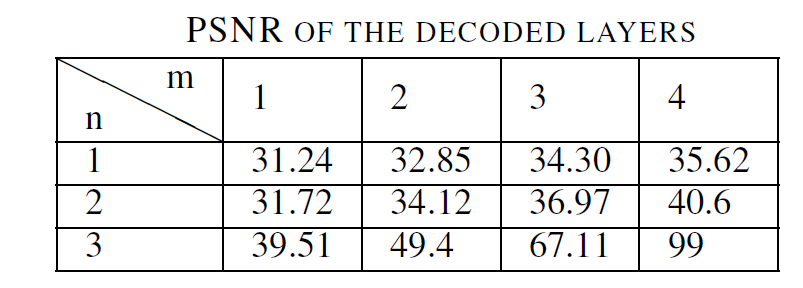 PSNR OF THE DECODED LAYERS
m
n
1 2 3 4
1 31.24 32.85 34.30 35.62
2 31.72 34.12 36.97 40.6
3 39.51 49.4 67.11 99